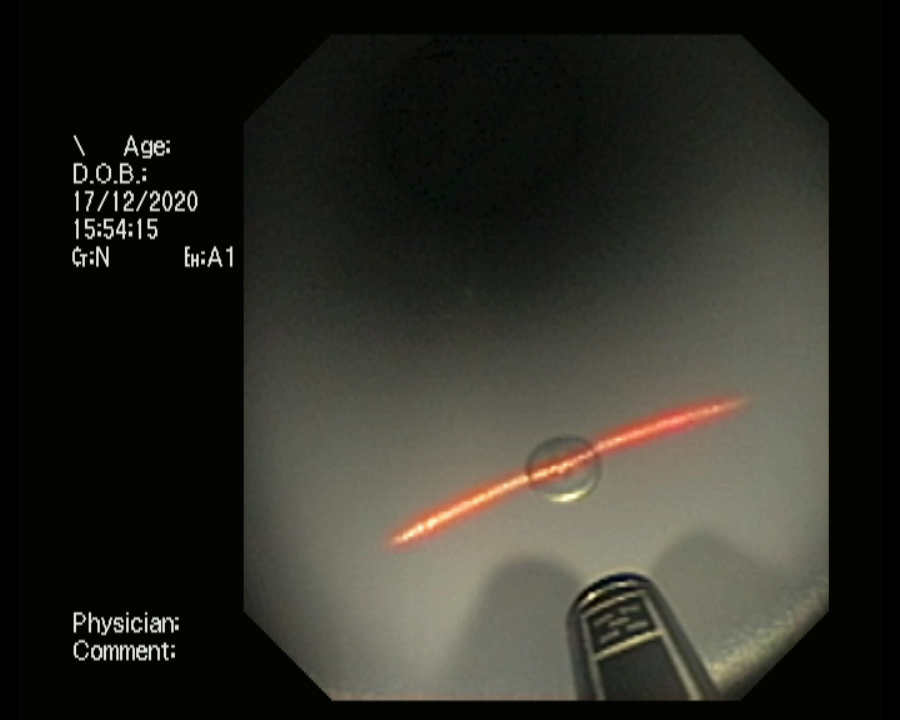 \ Age:
D.O.B.:
17/12/2020
15:54:15
Cr:N EH:A1
Physician:
Comment: